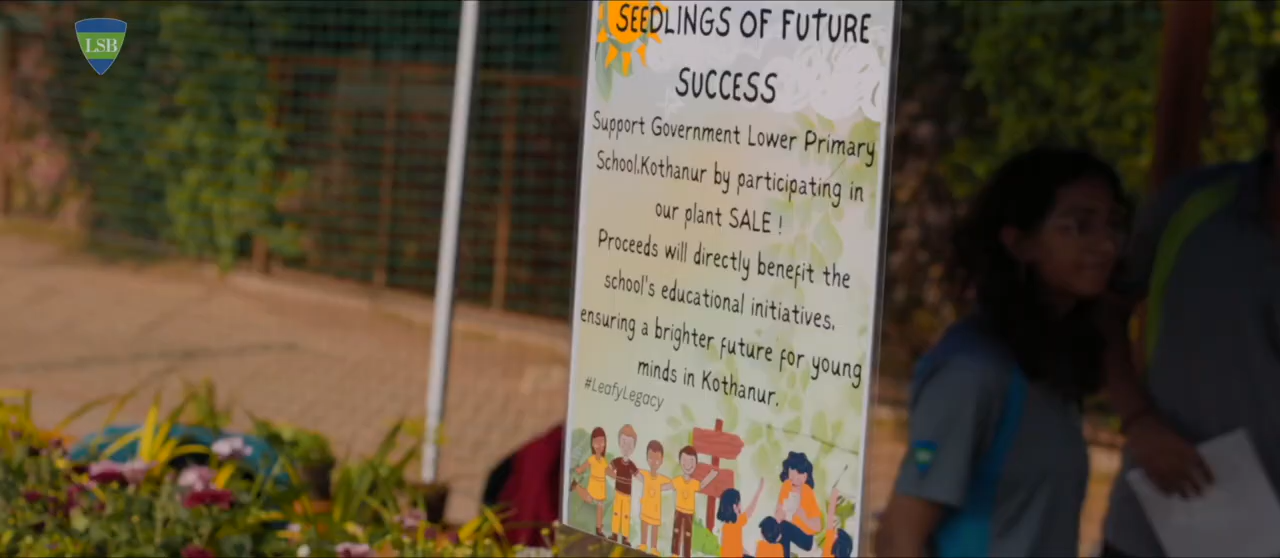 LSB
SEEDLINGS OF FUTURE
SUCCESS
Support Government Lower Primary
School,Kothanur by participating in
our plant SALE !
Proceeds will directly benefit the
school's educational initiatives,
ensuring a brighter future for young
minds in Kothanur.
#LeafyLegacy